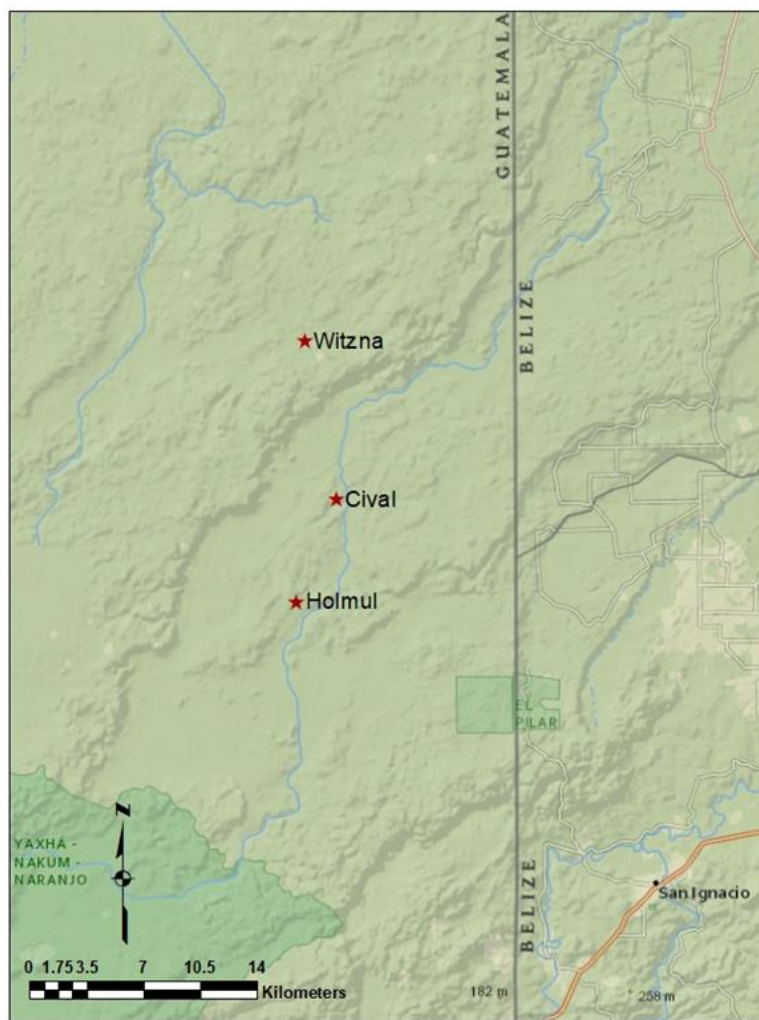 GUATEMALA
BELIZE
Witzna
Cival
Holmul
EL
PILAR
YAXHA -
NAKUM -
NARANJO
N
BELIZE
San Ignacio
0 1.75 3.5 7 10.5 14
Kilometers
182 m
258 m